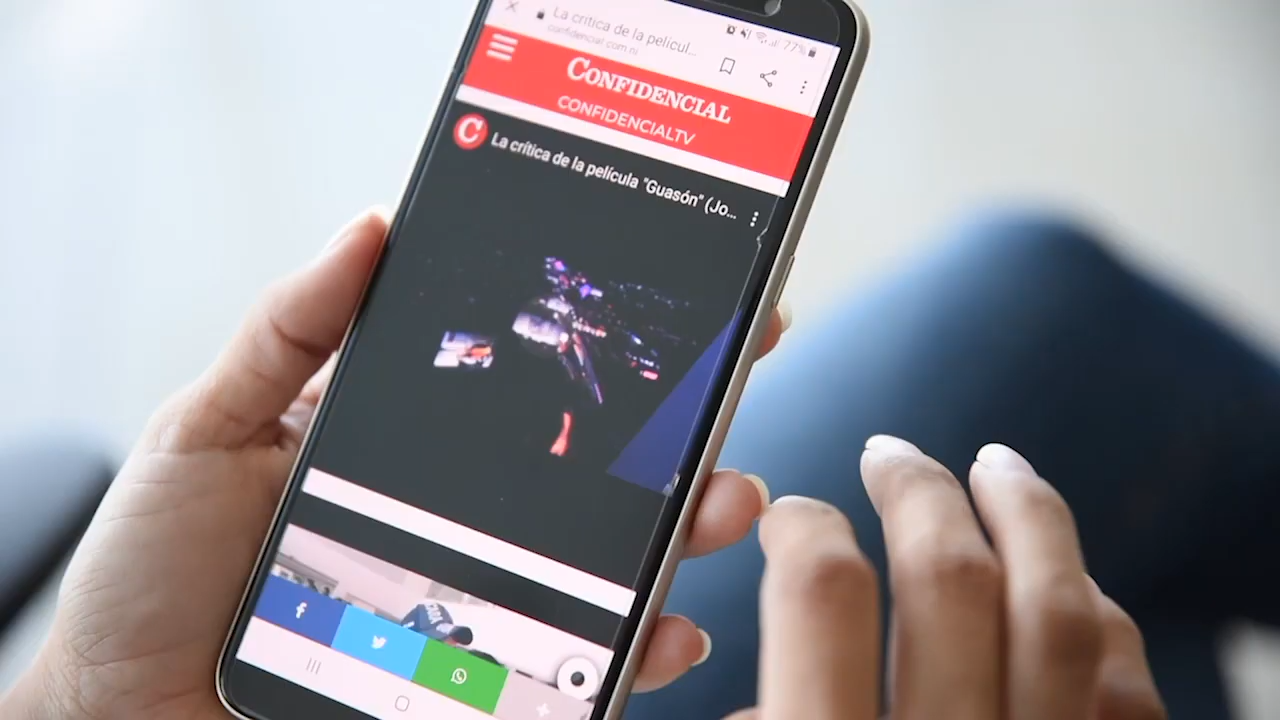 La crítica de la películ...
confidencial.com.ni
77%
CONFIDENCIAL
CONFIDENCIALTV
C
La crítica de la película "Guasón" (Jo...